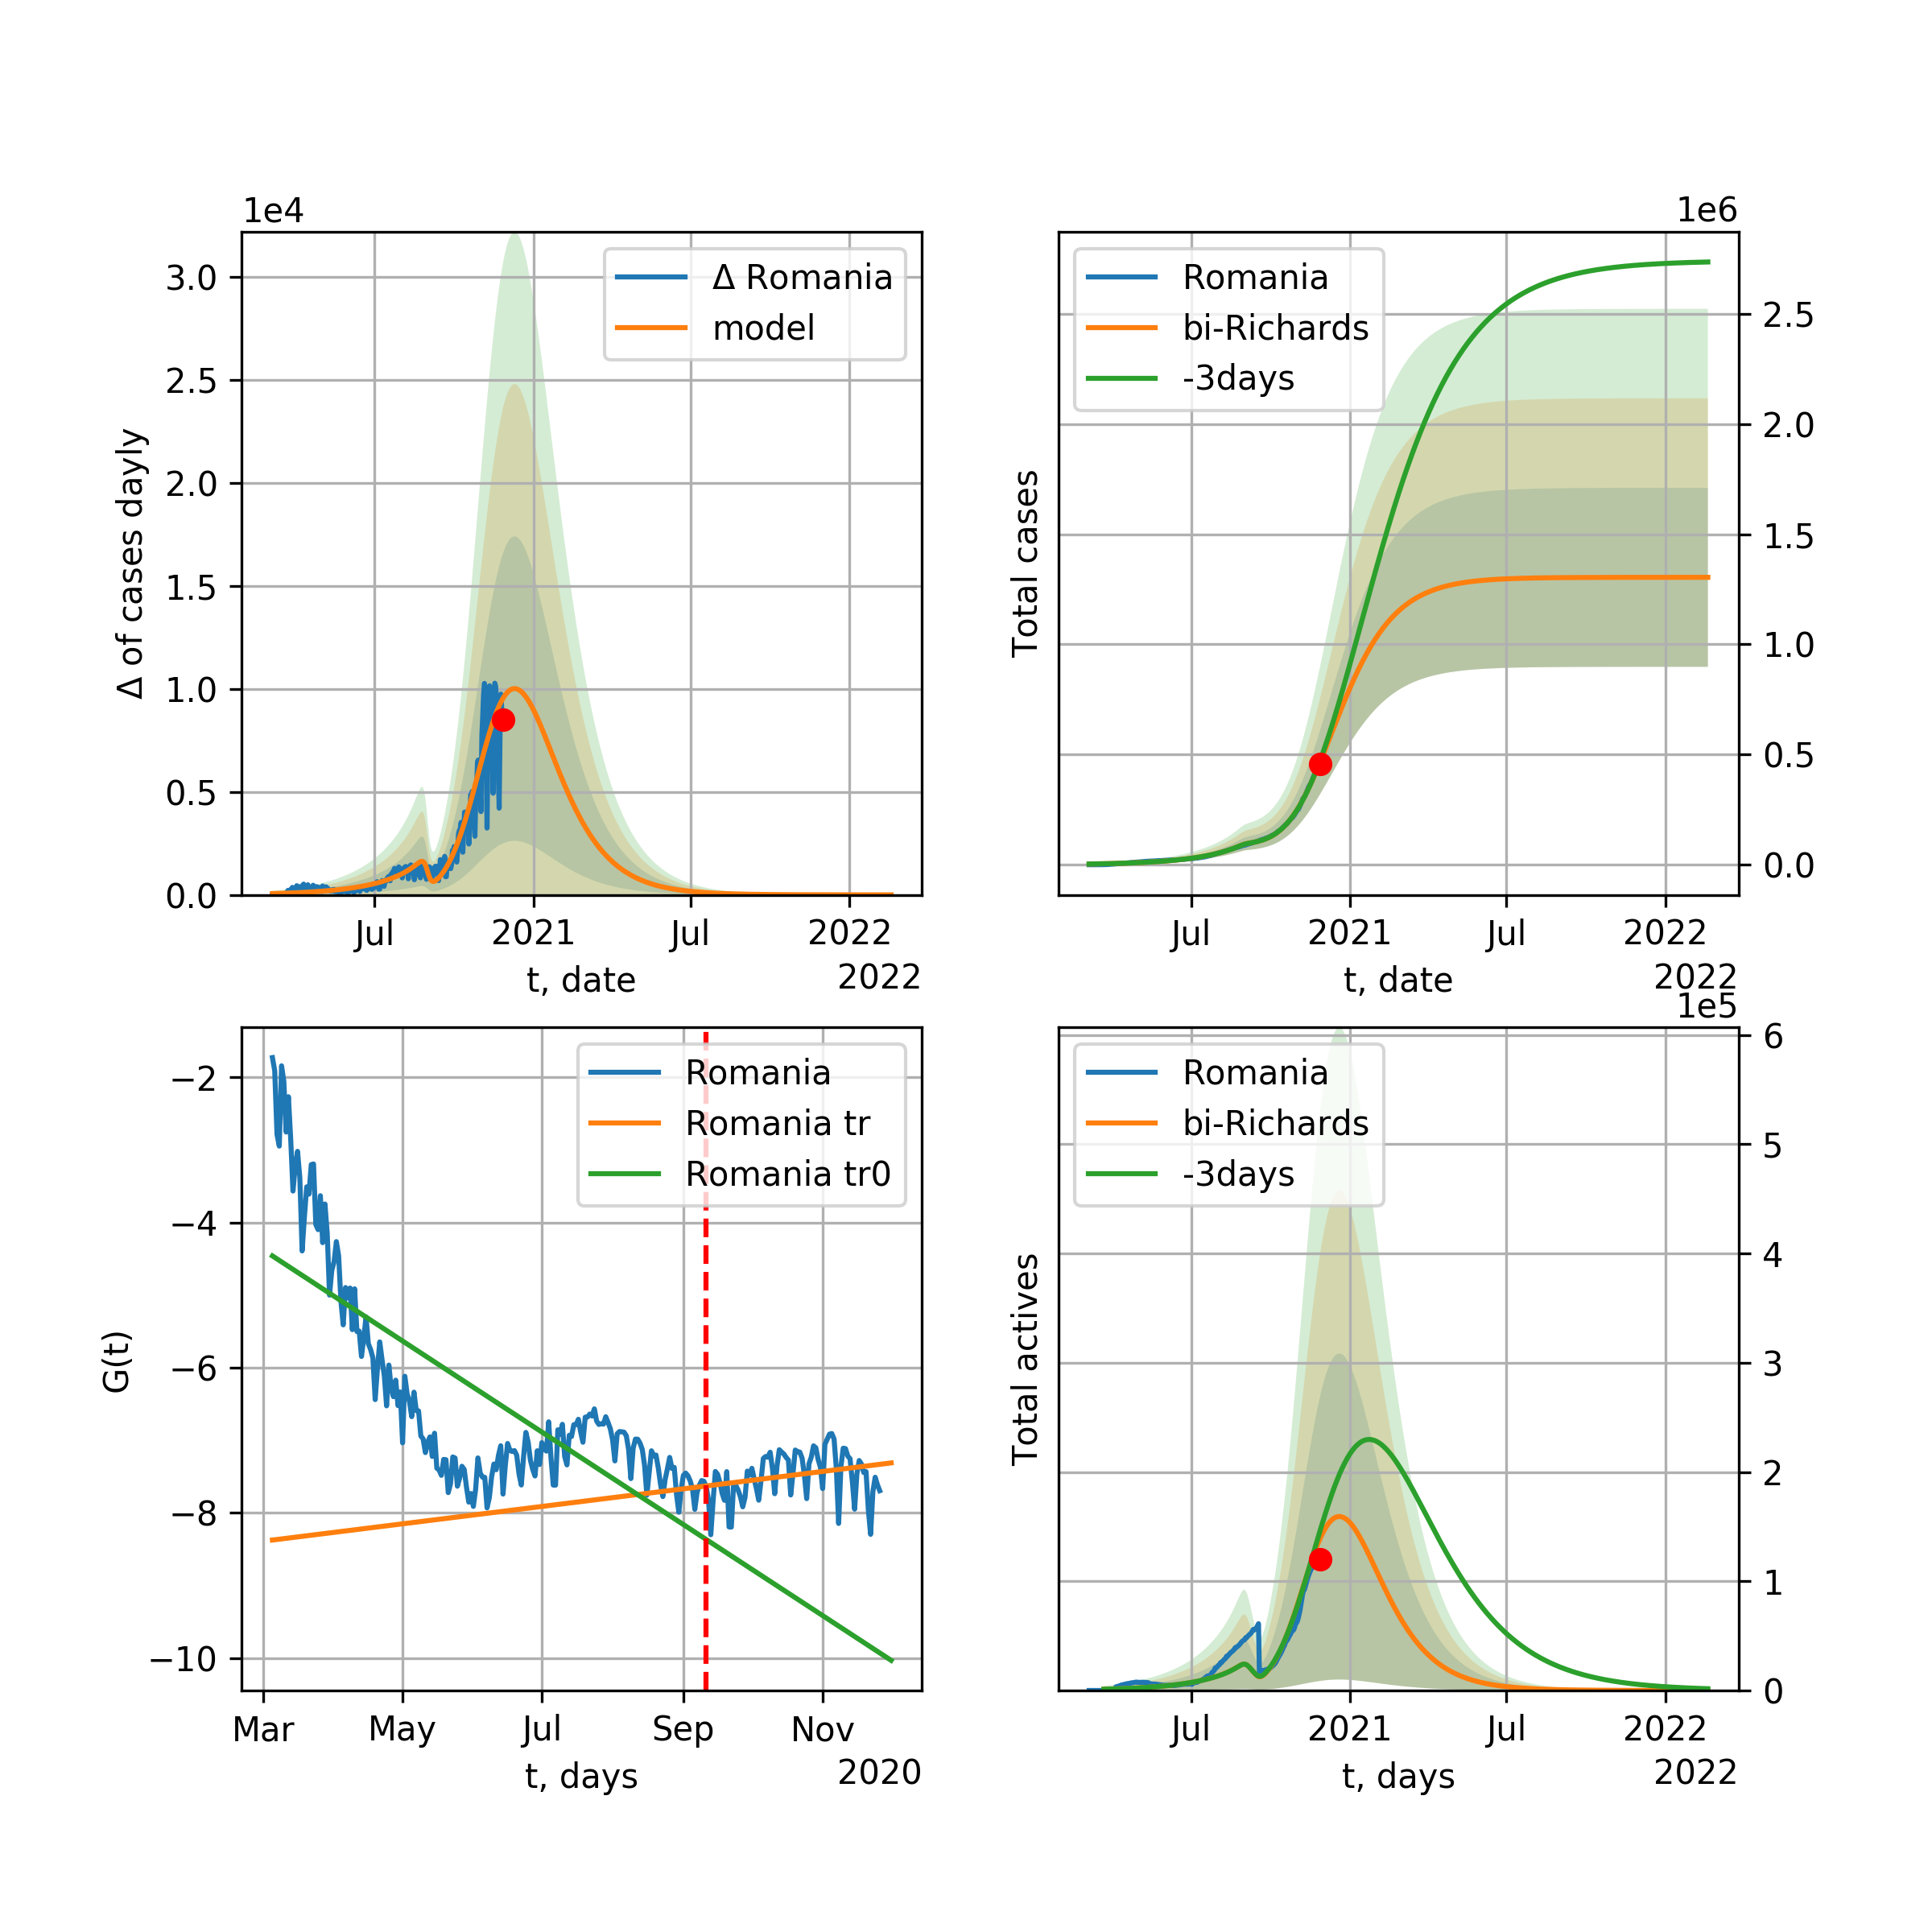 1e4
3.0
2.5
2.0
1.5
1.0
0.5
0.0
Δ of cases dayly
Δ Romania
model
Jul
2021
Jul
2022
t, date
2022
1e6
Romania
bi-Richards
-3days
Total cases
2.5
2.0
1.5
1.0
0.5
0.0
Jul
2021
Jul
2022
t, date
2022
−2
−4
−6
−8
−10
G(t)
Romania
Romania tr
Romania tr0
Mar
May
Jul
Sep
Nov
t, days
2020
1e5
Romania
bi-Richards
-3days
Total actives
6
5
4
3
2
1
0
Jul
2021
Jul
2022
t, days
2022